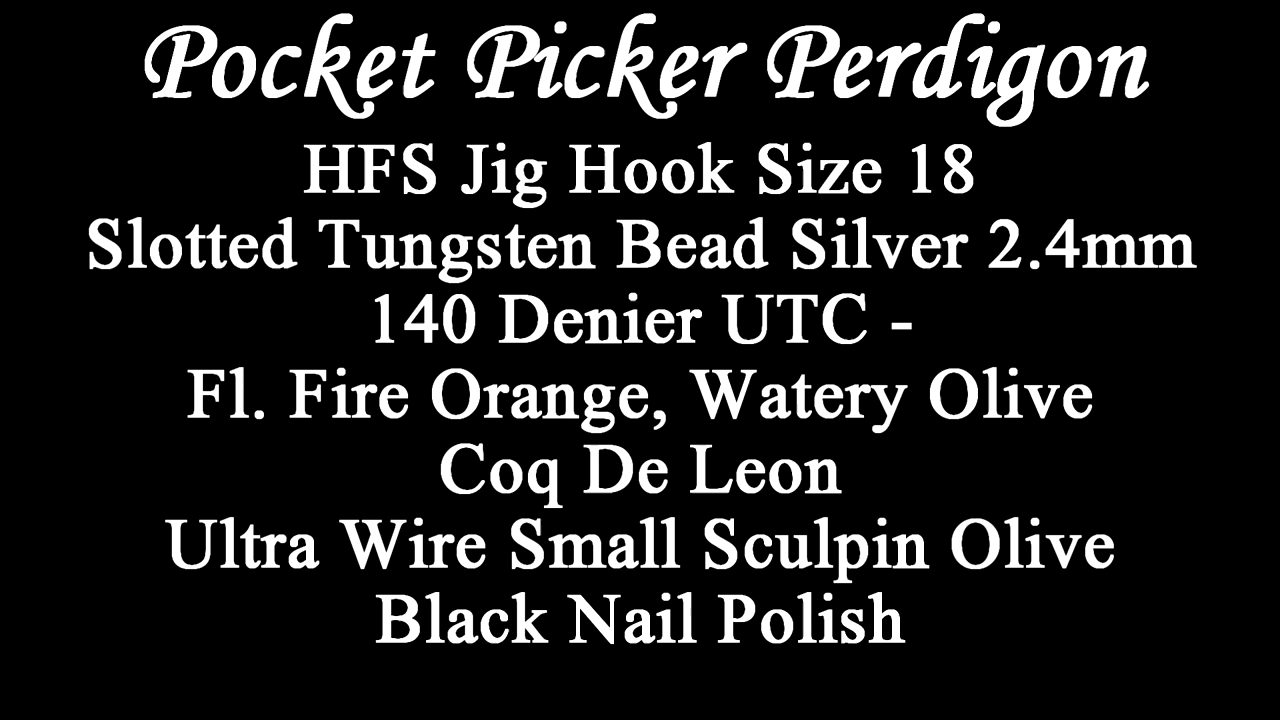 Pocket Picker Perdigon
HFS Jig Hook Size 18
Slotted Tungsten Bead Silver 2.4mm
140 Denier UTC -
Fl. Fire Orange, Watery Olive
Coq De Leon
Ultra Wire Small Sculpin Olive
Black Nail Polish